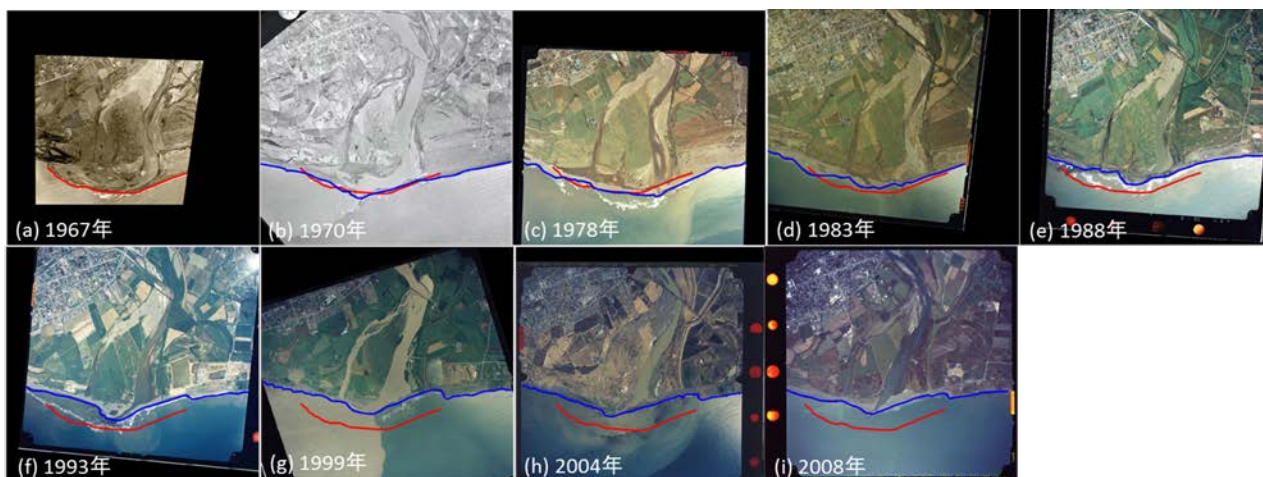 (a) 1967年
(b) 1970年
(c) 1978年
(d) 1983年
(e) 1988年
(f) 1993年
(g) 1999年
(h) 2004年
(i) 2008年